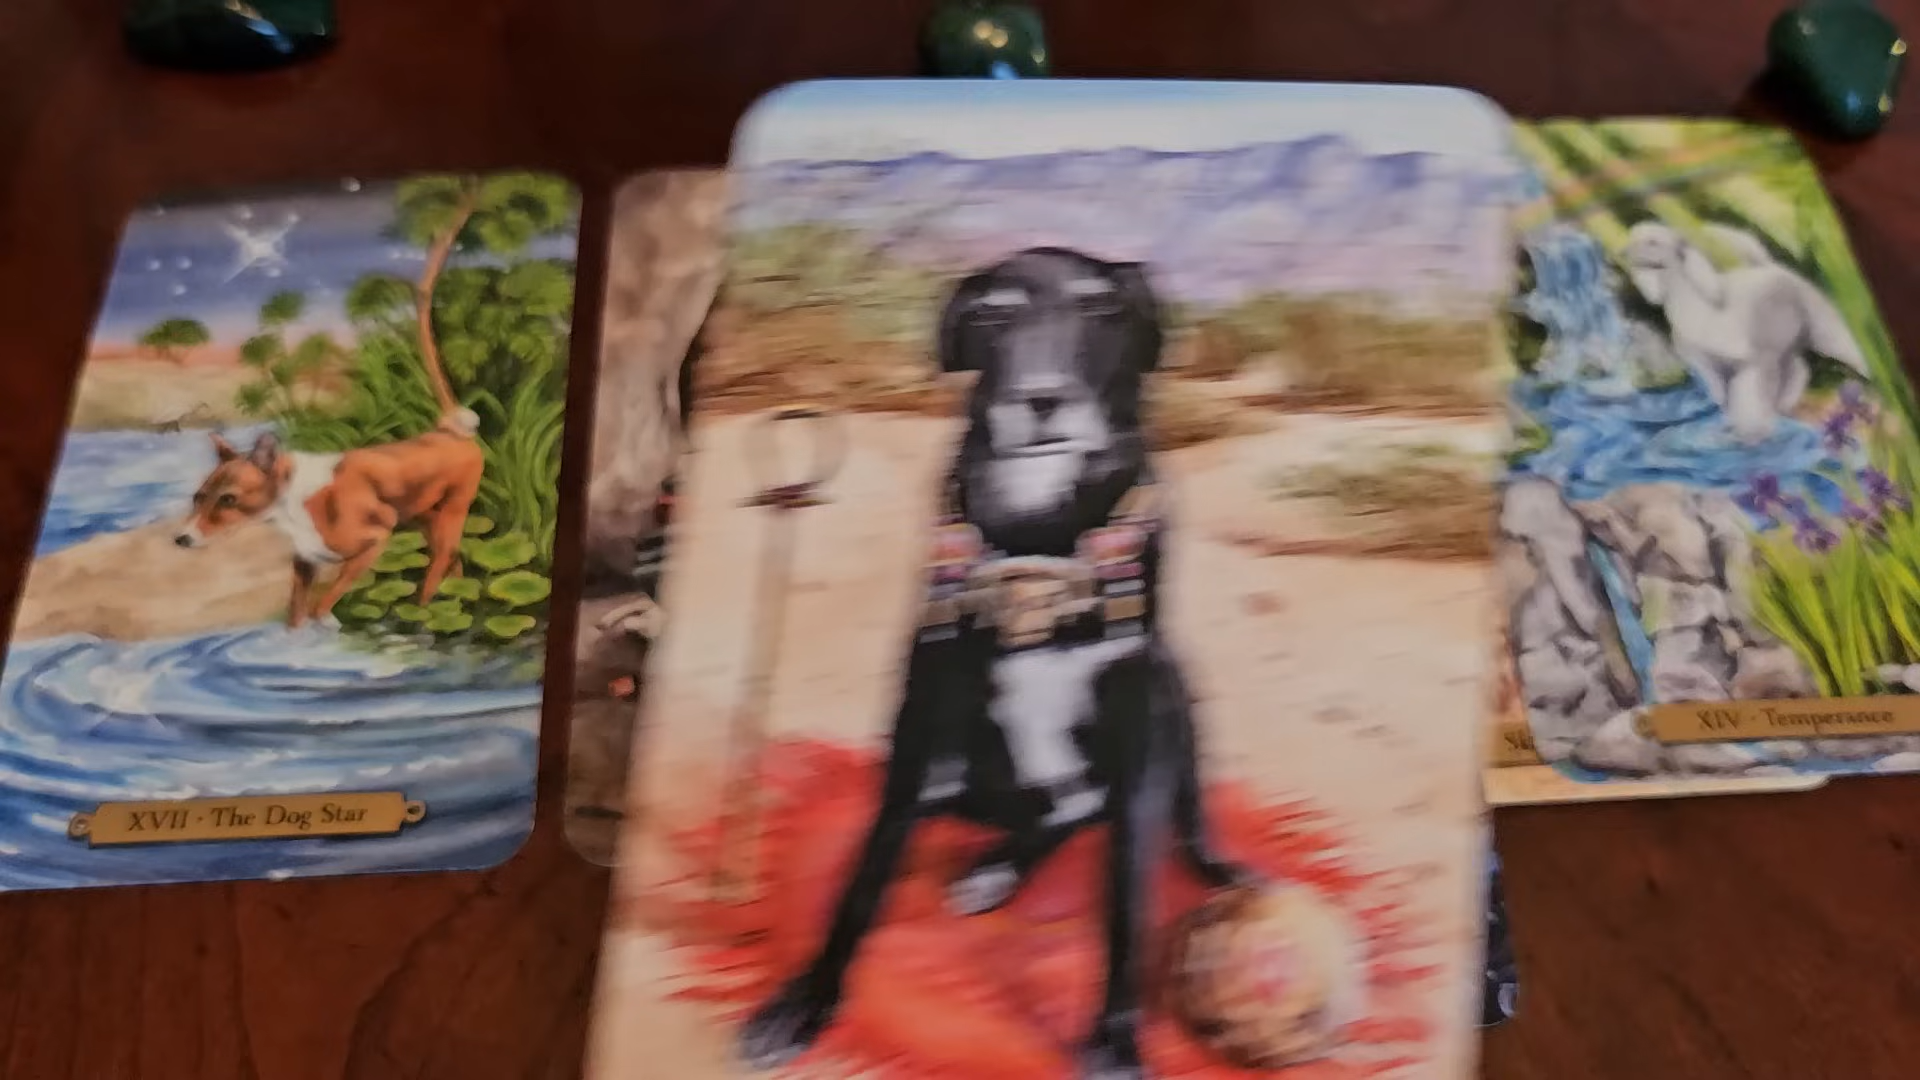 XVII · The Dog Star
XIV · Temperance